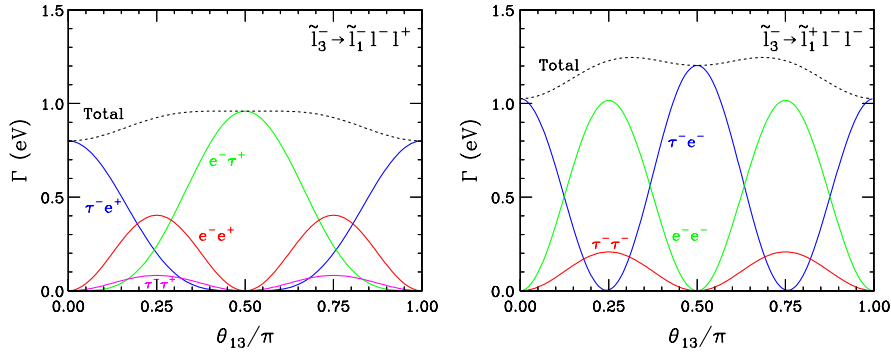 l̃₃⁻→l̃₁⁻ l⁻ l⁺
Total
e⁻τ⁺
τ⁻e⁺
e⁻e⁺
τ⁻τ⁺
Γ (eV)
1.5
1.0
0.5
0.0
0.00 0.25 0.50 0.75 1.00
θ₁₃/π
l̃₃⁻→l̃₁⁺ l⁻ l⁻
Total
τ⁻e⁻
τ⁻τ⁻
e⁻e⁻
Γ (eV)
1.5
1.0
0.5
0.0
0.00 0.25 0.50 0.75 1.00
θ₁₃/π